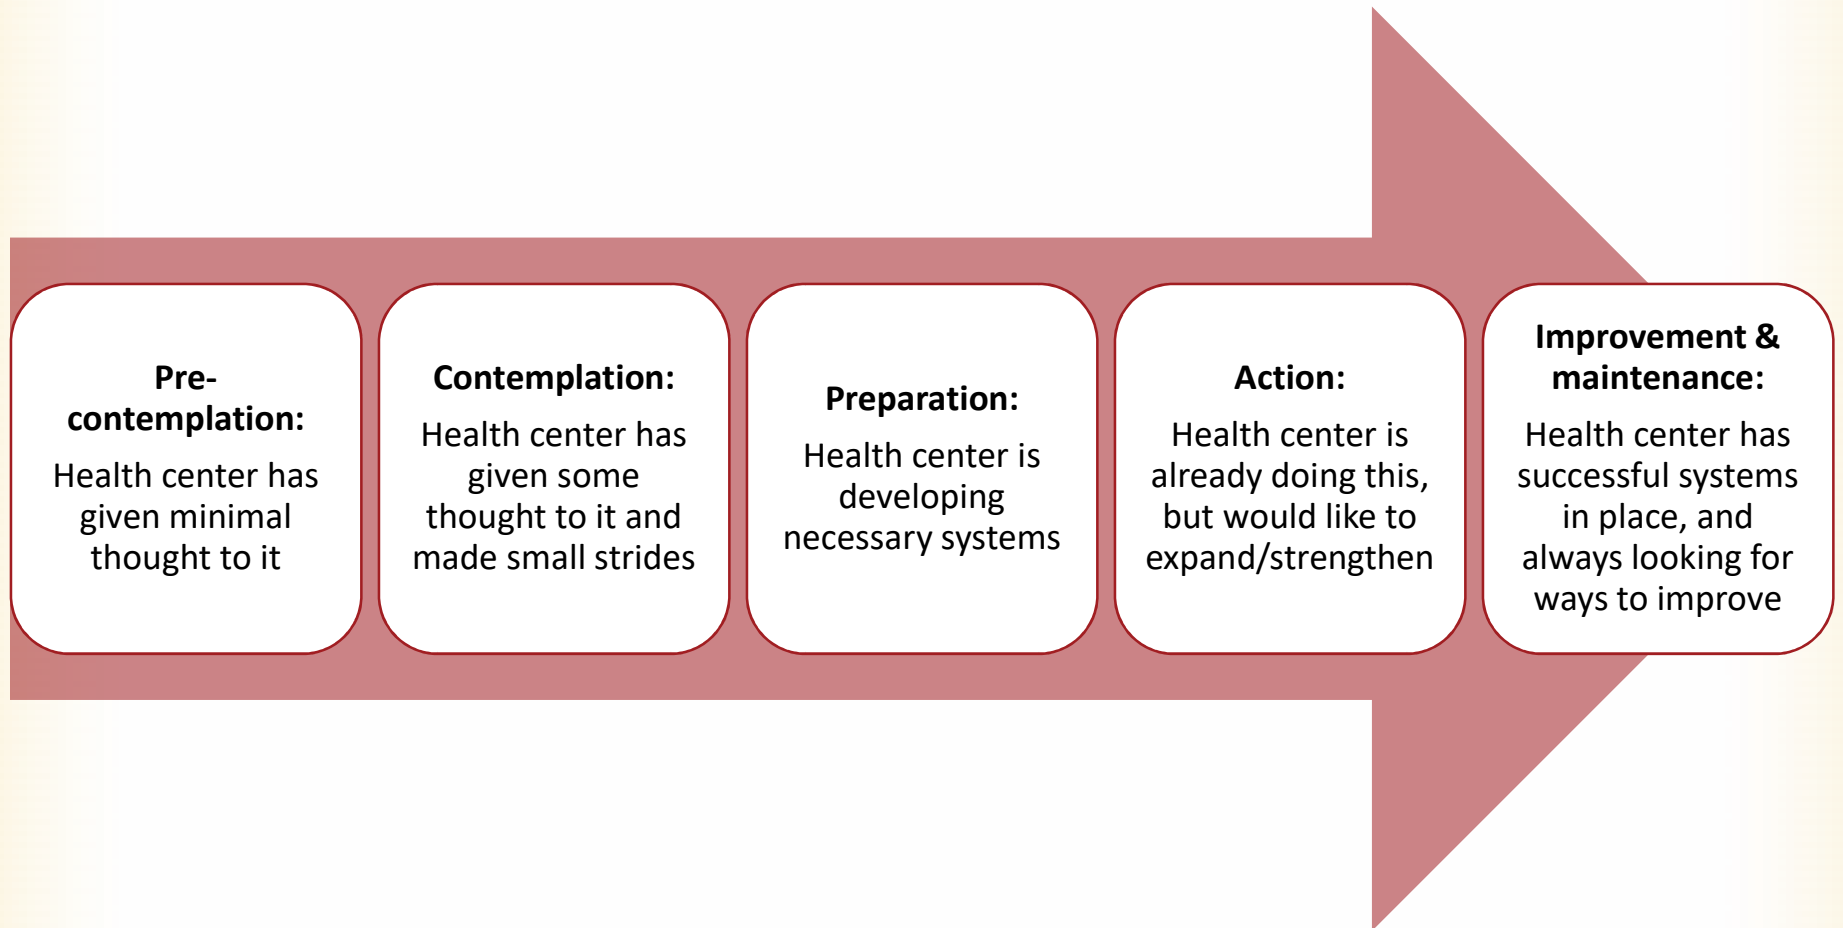 Pre-
contemplation:
Health center has
given minimal
thought to it
Contemplation:
Health center has
given some
thought to it and
made small strides
Preparation:
Health center is
developing
necessary systems
Action:
Health center is
already doing this,
but would like to
expand/strengthen
Improvement &
maintenance:
Health center has
successful systems
in place, and
always looking for
ways to improve